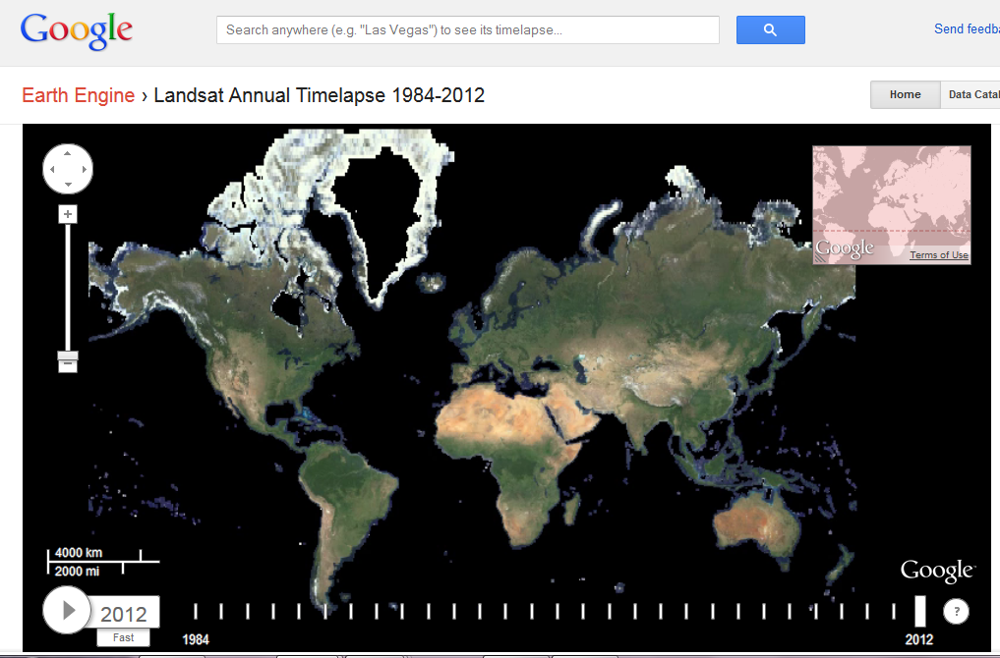 Google
Search anywhere (e.g. "Las Vegas") to see its timelapse...
Send feedba
Earth Engine › Landsat Annual Timelapse 1984-2012
Home
Data Catal
+
Google
Terms of Use
−
4000 km
2000 mi
Google
2012
Fast
1984
2012
?